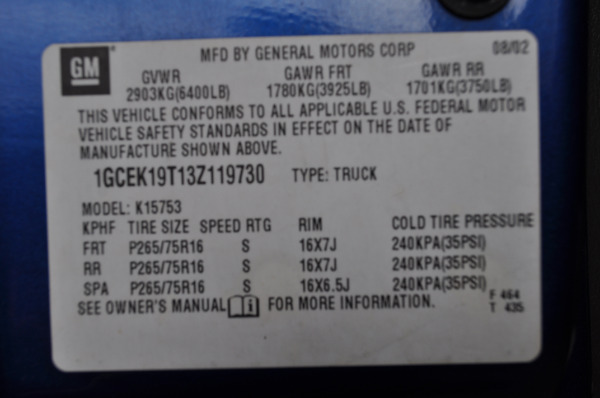 GM
MFD BY GENERAL MOTORS CORP 08/02
GVWR GAWR FRT GAWR RR
2903KG(6400LB) 1780KG(3925LB) 1701KG(3750LB)
THIS VEHICLE CONFORMS TO ALL APPLICABLE U.S. FEDERAL MOTOR
VEHICLE SAFETY STANDARDS IN EFFECT ON THE DATE OF
MANUFACTURE SHOWN ABOVE.
1GCEK19T13Z119730 TYPE: TRUCK
MODEL: K15753
KPHF TIRE SIZE SPEED RTG RIM COLD TIRE PRESSURE
FRT P265/75R16 S 16X7J 240KPA(35PSI)
RR P265/75R16 S 16X7J 240KPA(35PSI)
SPA P265/75R16 S 16X6.5J 240KPA(35PSI)
SEE OWNER'S MANUAL i FOR MORE INFORMATION.
F 464
T 435